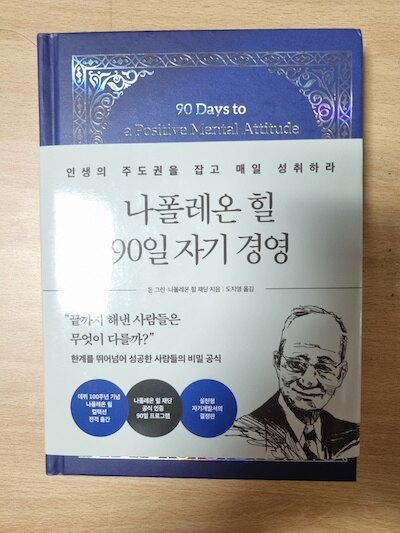 90 Days to
a Positive Mental Attitude
인생의 주도권을 잡고 매일 성취하라
나폴레온 힐
90일 자기 경영
돈 그린·나폴레온 힐 재단 지음 | 도지영 옮김
“끝까지 해낸 사람들은
무엇이 다를까?”
한계를 뛰어넘어 성공한 사람들의 비밀 공식
데뷔 100주년 기념
나폴레온 힐
컬렉션
전격 출간
나폴레온 힐 재단
공식 인증
90일 프로그램
실천형
자기계발서의
결정판